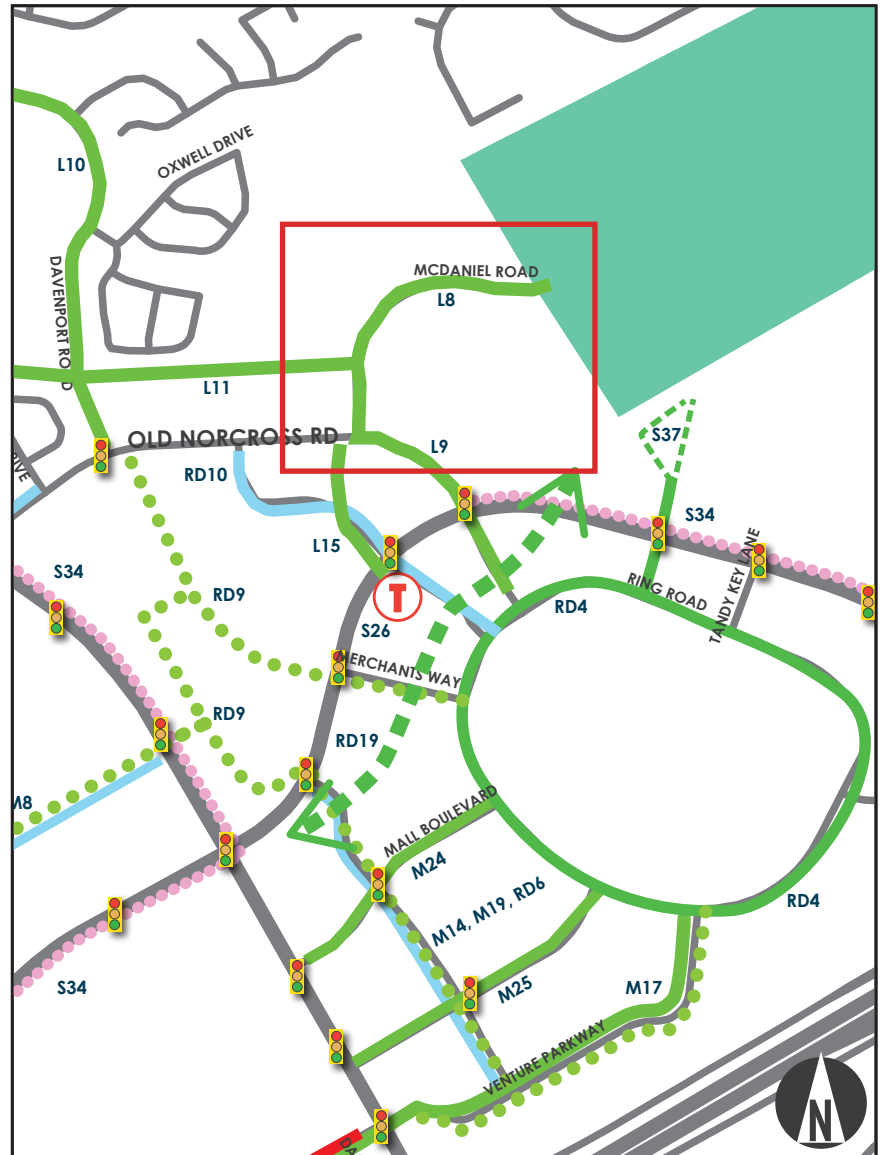 OXWELL DRIVE
L10
DAVENPORT ROAD
MCDANIEL ROAD
L8
L11
OLD NORCROSS RD
L9
S37
RD10
S34
L15
TANDY KEY LANE
S34
RING ROAD
RD9
RD4
T
S26
MERCHANTS WAY
RD9
RD19
M8
MALL BOULEVARD
M24
M14, M19, RD6
RD4
S34
M25
M17
VENTURE PARKWAY
N